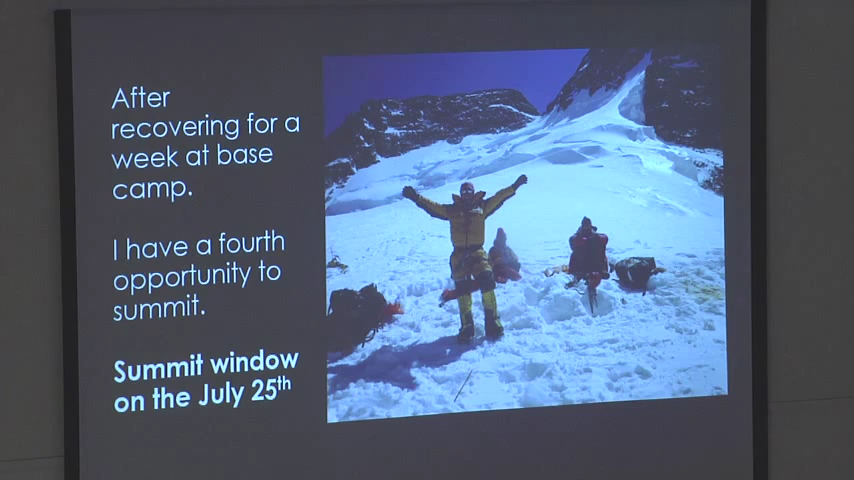 After
recovering for a
week at base
camp.
I have a fourth
opportunity to
summit.
Summit window
on the July 25th